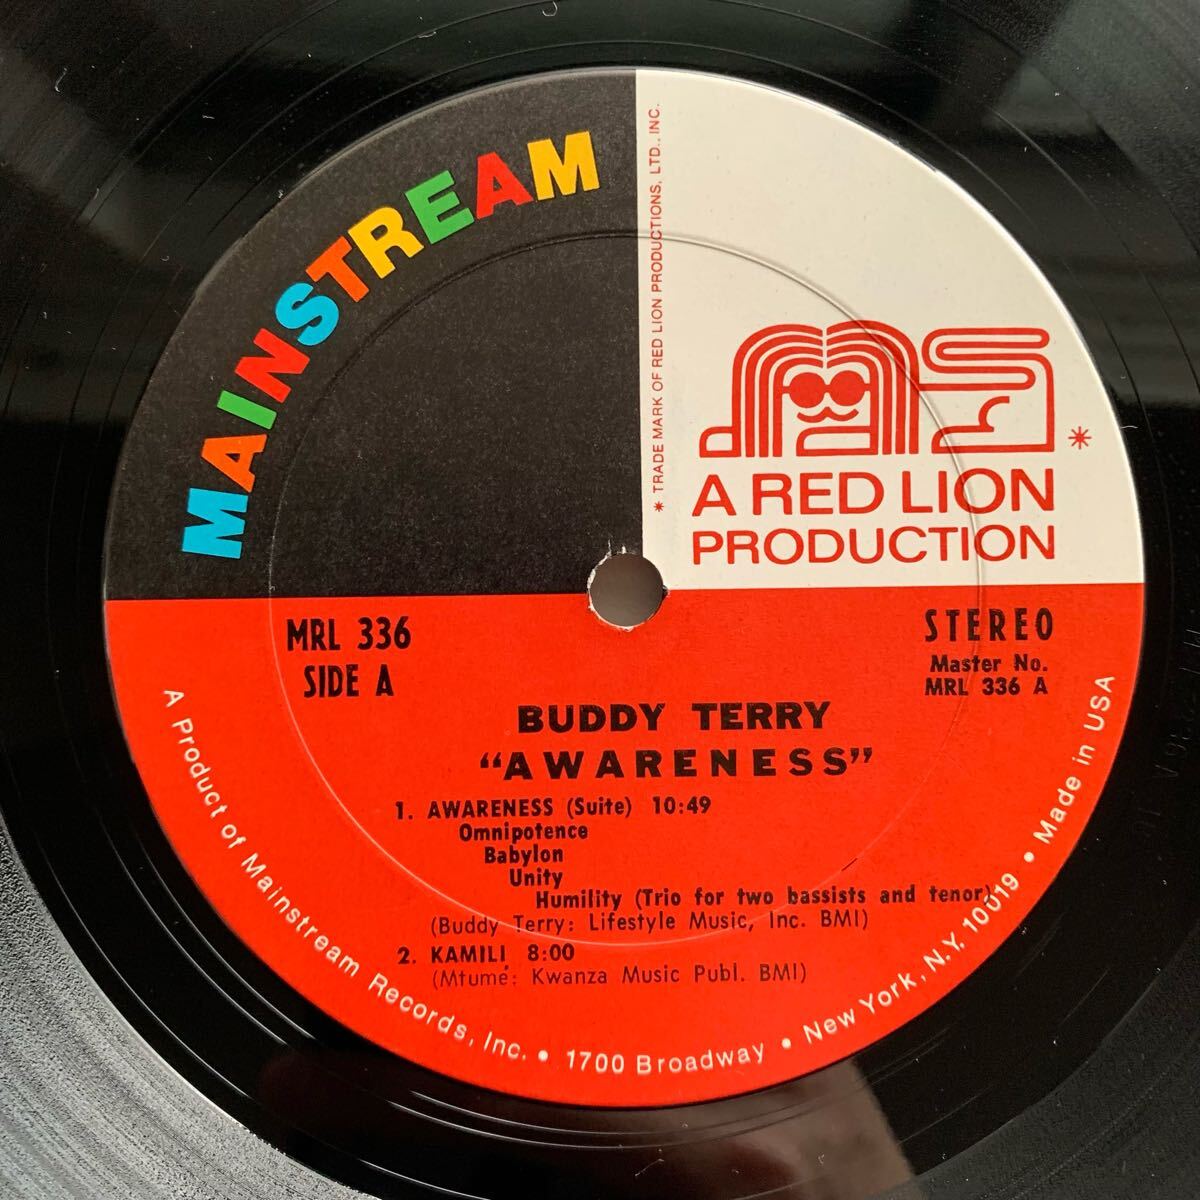 MAINSTREAM
* TRADE MARK OF RED LION PRODUCTIONS, LTD., INC.
ms *
A RED LION
PRODUCTION
MRL 336
SIDE A
STEREO
Master No.
MRL 336 A
BUDDY TERRY
"AWARENESS"
1. AWARENESS (Suite) 10:49
Omnipotence
Babylon
Unity
Humility (Trio for two bassists and tenor)
(Buddy Terry: Lifestyle Music, Inc. BMI)
2. KAMILI 8:00
(Mtumé: Kwanza Music Publ. BMI)
A Product of Mainstream Records, Inc. • 1700 Broadway • New York, N.Y. 10019 • Made in USA